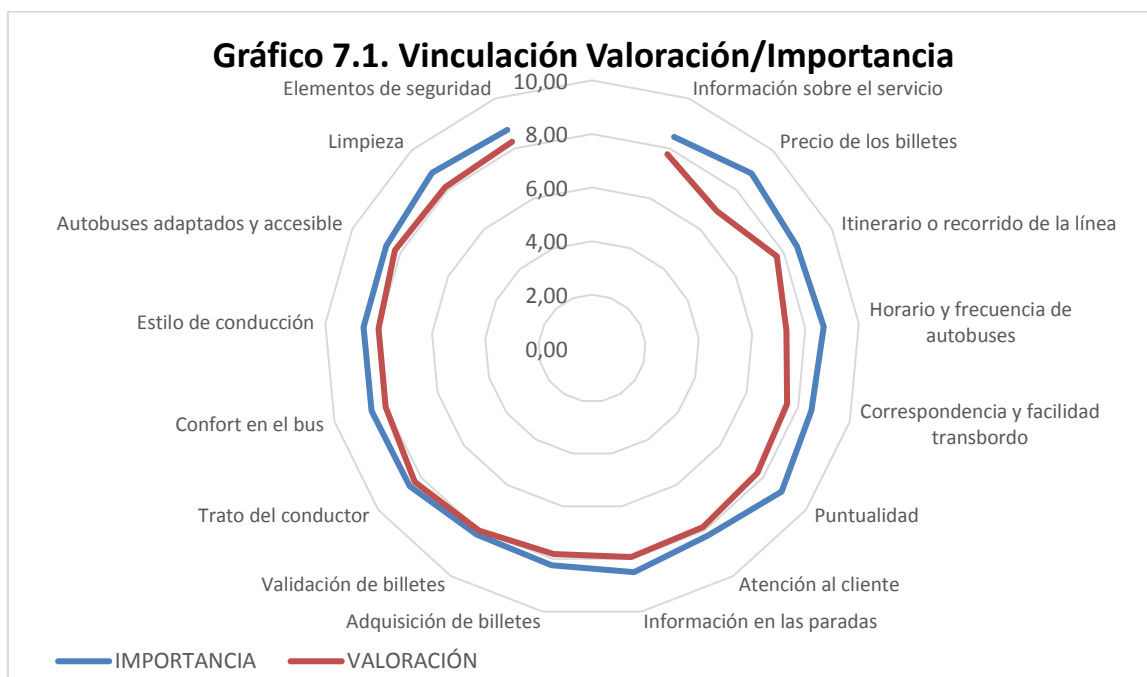 Gráfico 7.1. Vinculación Valoración/Importancia
10,00
8,00
6,00
4,00
2,00
0,00
Información sobre el servicio
Precio de los billetes
Itinerario o recorrido de la línea
Horario y frecuencia de
autobuses
Correspondencia y facilidad
transbordo
Puntualidad
Atención al cliente
Información en las paradas
Adquisición de billetes
Validación de billetes
Trato del conductor
Confort en el bus
Estilo de conducción
Autobuses adaptados y accesible
Limpieza
Elementos de seguridad
IMPORTANCIA
VALORACIÓN